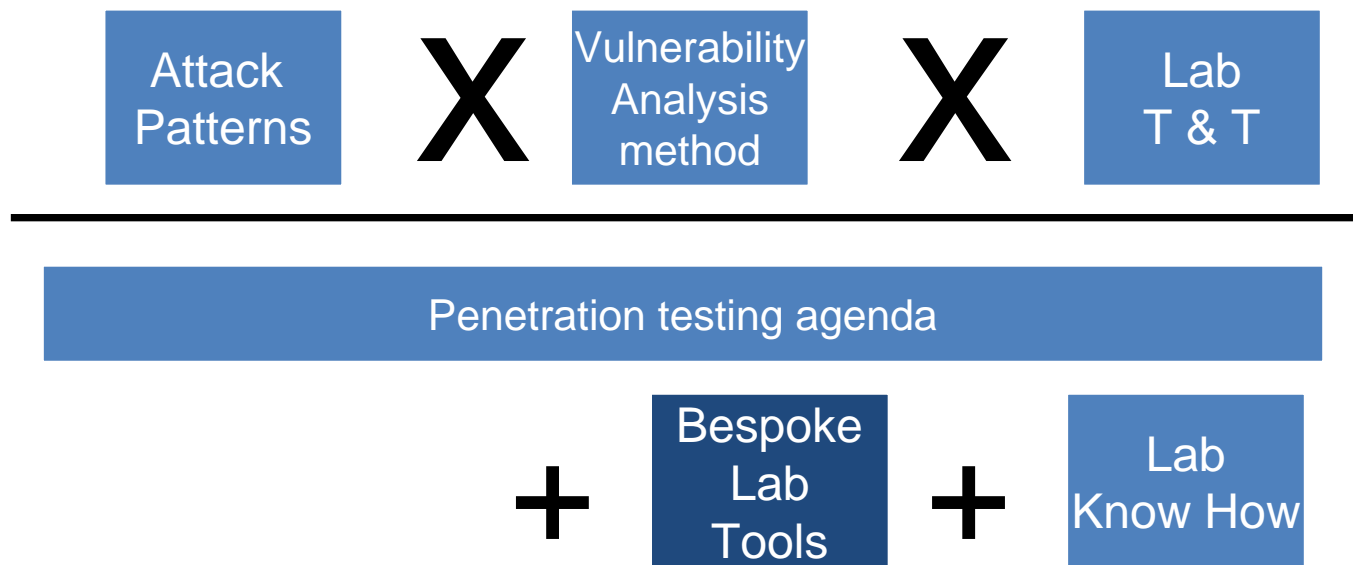 Attack
Patterns
X
Vulnerability
Analysis
method
X
Lab
T & T
Penetration testing agenda
+
Bespoke
Lab
Tools
+
Lab
Know How